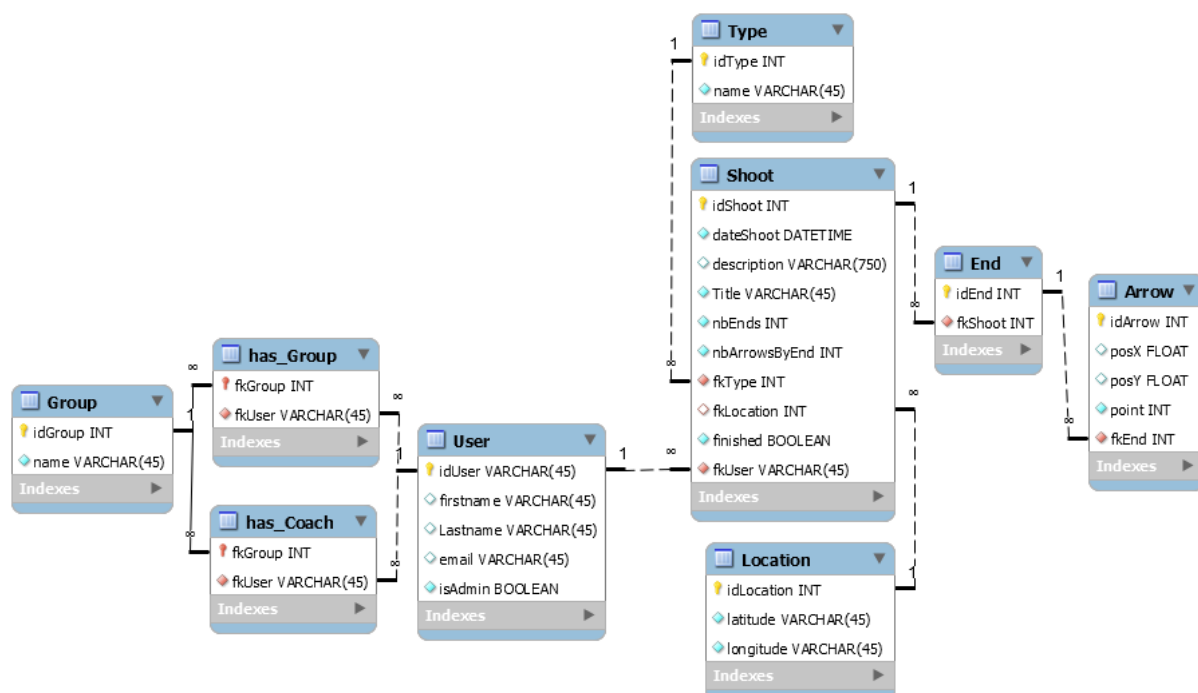 Type
idType INT
name VARCHAR(45)
Indexes
Shoot
idShoot INT
dateShoot DATETIME
description VARCHAR(750)
Title VARCHAR(45)
nbEnds INT
nbArrowsByEnd INT
fkType INT
fkLocation INT
finished BOOLEAN
fkUser VARCHAR(45)
Indexes
End
idEnd INT
fkShoot INT
Indexes
Arrow
idArrow INT
posX FLOAT
posY FLOAT
point INT
fkEnd INT
Indexes
Group
idGroup INT
name VARCHAR(45)
Indexes
has_Group
fkGroup INT
fkUser VARCHAR(45)
Indexes
has_Coach
fkGroup INT
fkUser VARCHAR(45)
Indexes
User
idUser VARCHAR(45)
firstname VARCHAR(45)
Lastname VARCHAR(45)
email VARCHAR(45)
isAdmin BOOLEAN
Indexes
Location
idLocation INT
latitude VARCHAR(45)
longitude VARCHAR(45)
Indexes
1
∞
1
∞
1
∞
∞
1
1
∞
1
∞
∞
∞
1
∞